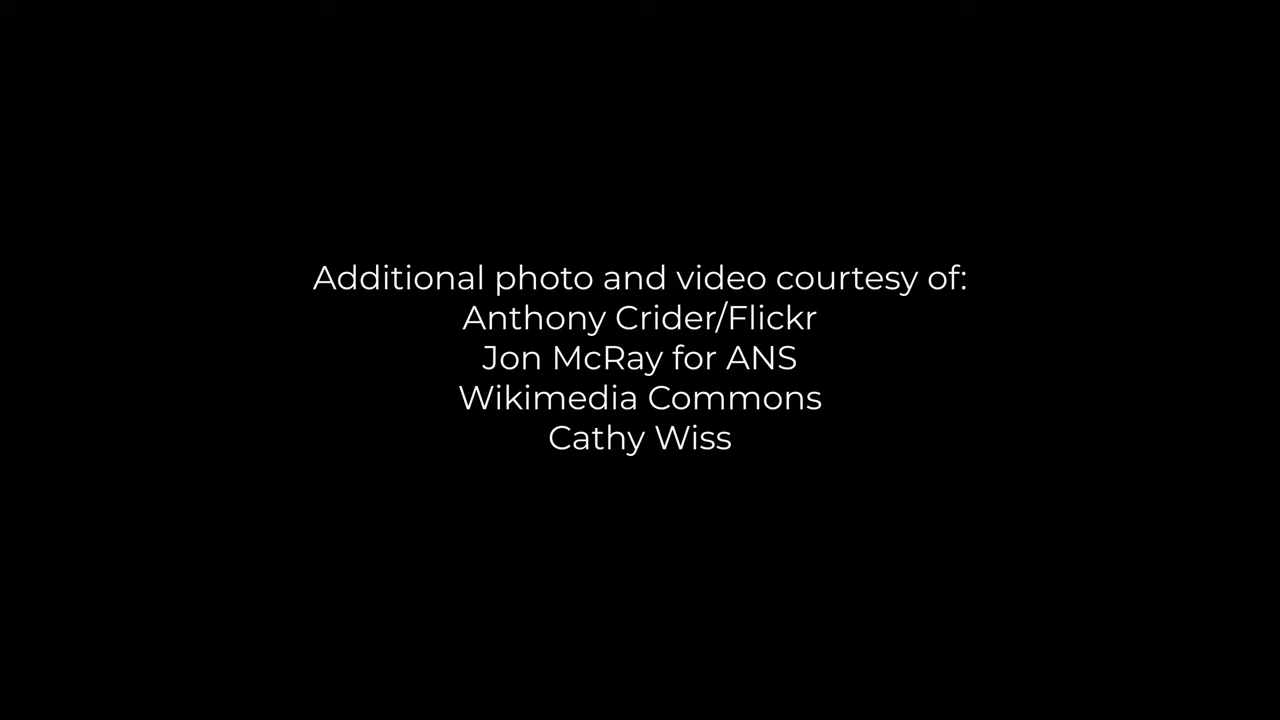 Additional photo and video courtesy of:
Anthony Crider/Flickr
Jon McRay for ANS
Wikimedia Commons
Cathy Wiss